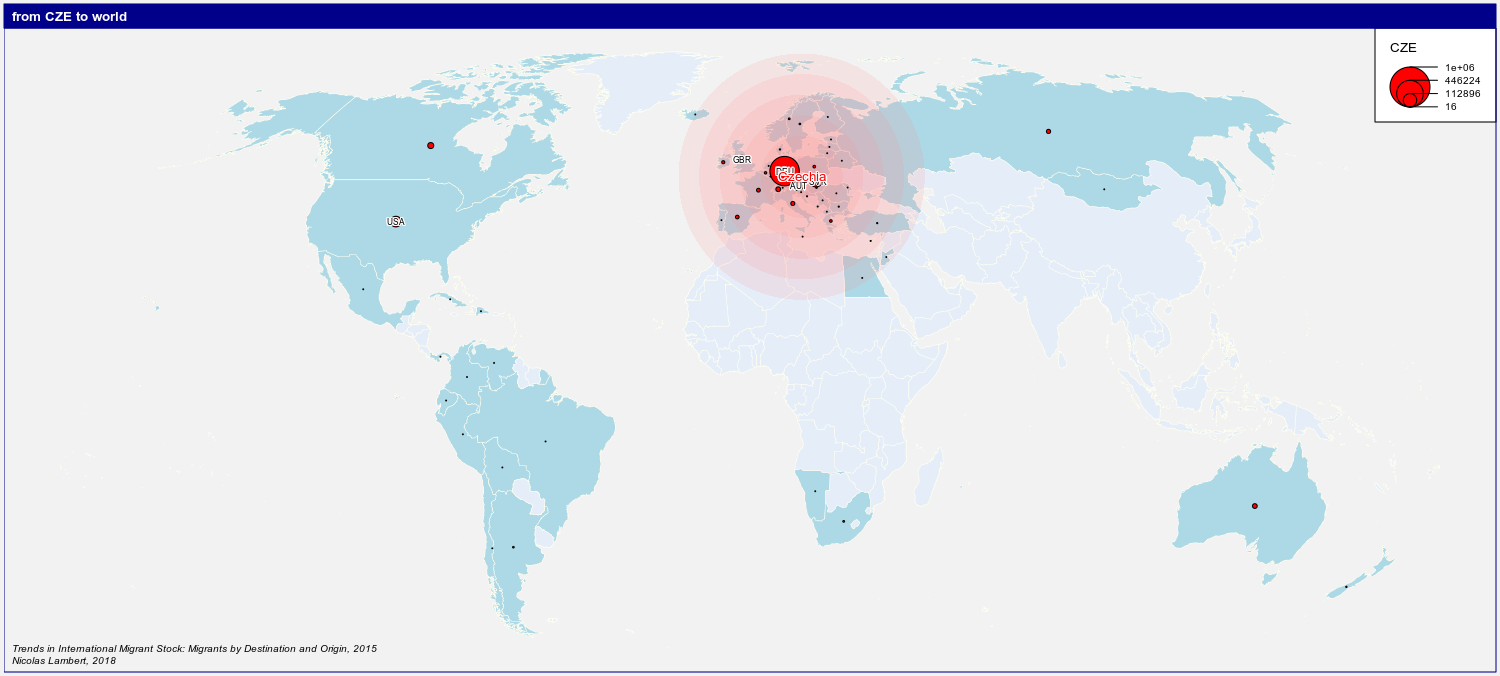 from CZE to world
CZE
1e+06
446224
112896
16
GBR
DEU
Czechia
AUT
USA
Trends in International Migrant Stock: Migrants by Destination and Origin, 2015
Nicolas Lambert, 2018